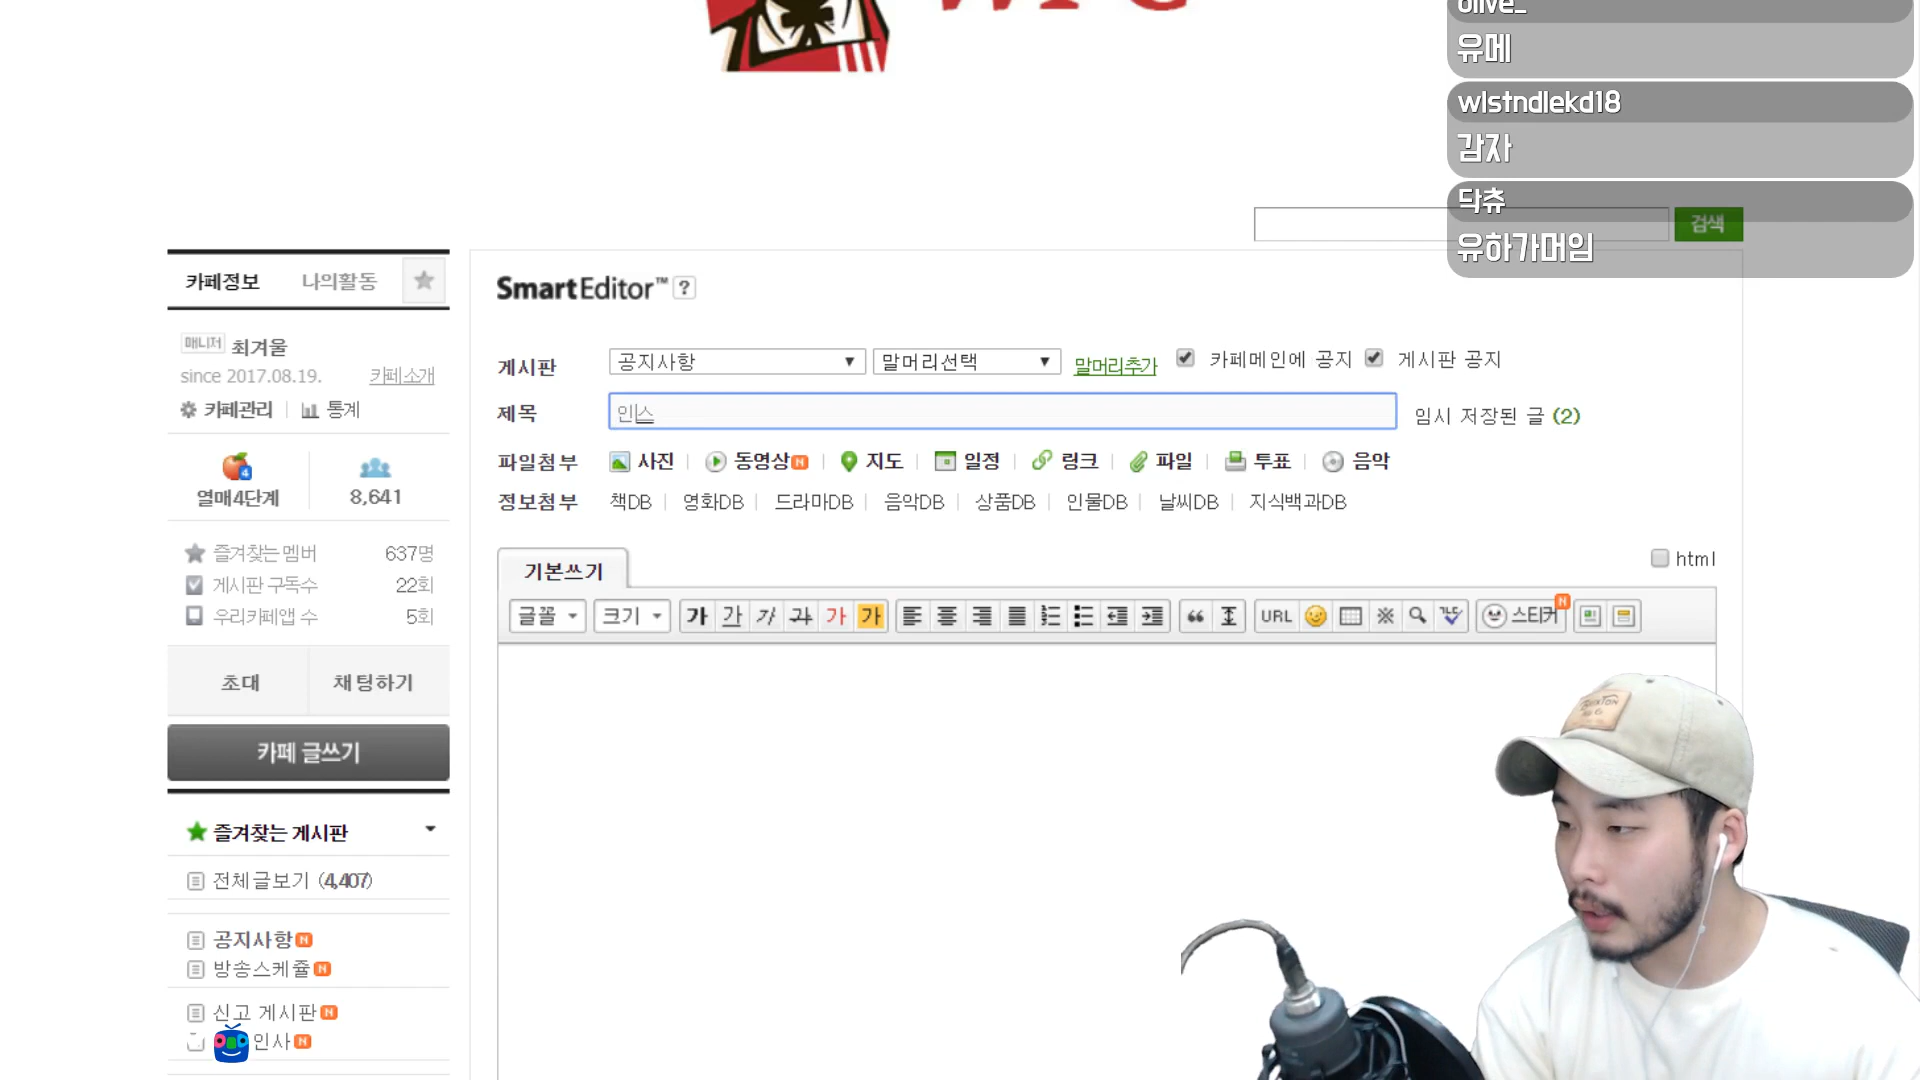 olive_
유메
wlstndlekd18
감자
닥츄
유하가머임
검색
카페정보
나의활동
매니저 최겨울
since 2017.08.19.
카페소개
카페관리
통계
열매4단계
8,641
즐겨찾는 멤버 637명
게시판 구독수 22회
우리카페앱 수 5회
초대
채팅하기
카페 글쓰기
즐겨찾는 게시판
전체글보기 (4,407)
공지사항 N
방송스케줄 N
신고 게시판 N
인사 N
SmartEditor™ ?
게시판 공지사항 말머리선택 말머리추가 카페메인에 공지 게시판 공지
제목 인스 임시 저장된 글 (2)
파일첨부 사진 동영상 N 지도 일정 링크 파일 투표 음악
정보첨부 책DB 영화DB 드라마DB 음악DB 상품DB 인물DB 날씨DB 지식백과DB
기본쓰기
html
글꼴 크기 가 가 가 가 가 가 URL 스티커 N
BRIXTON